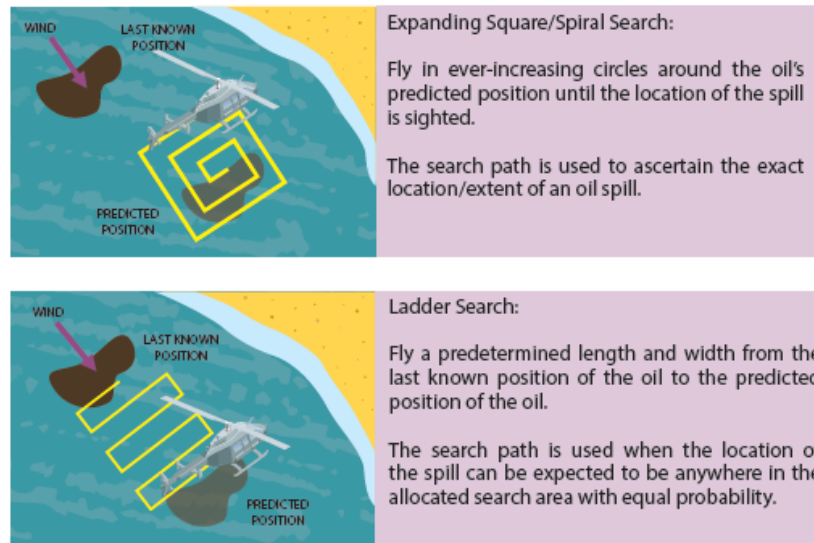 WIND
LAST KNOWN
POSITION
PREDICTED
POSITION
Expanding Square/Spiral Search:
Fly in ever-increasing circles around the oil's
predicted position until the location of the spill
is sighted.
The search path is used to ascertain the exact
location/extent of an oil spill.
WIND
LAST KNOWN
POSITION
PREDICTED
POSITION
Ladder Search:
Fly a predetermined length and width from the
last known position of the oil to the predicted
position of the oil.
The search path is used when the location o
the spill can be expected to be anywhere in the
allocated search area with equal probability.